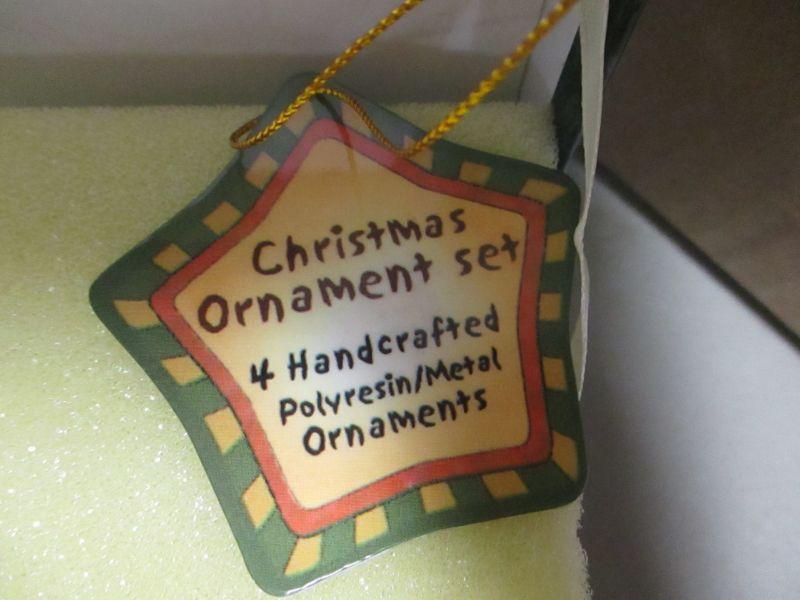 Christmas
Ornament set
4 Handcrafted
Polyresin/Metal
Ornaments